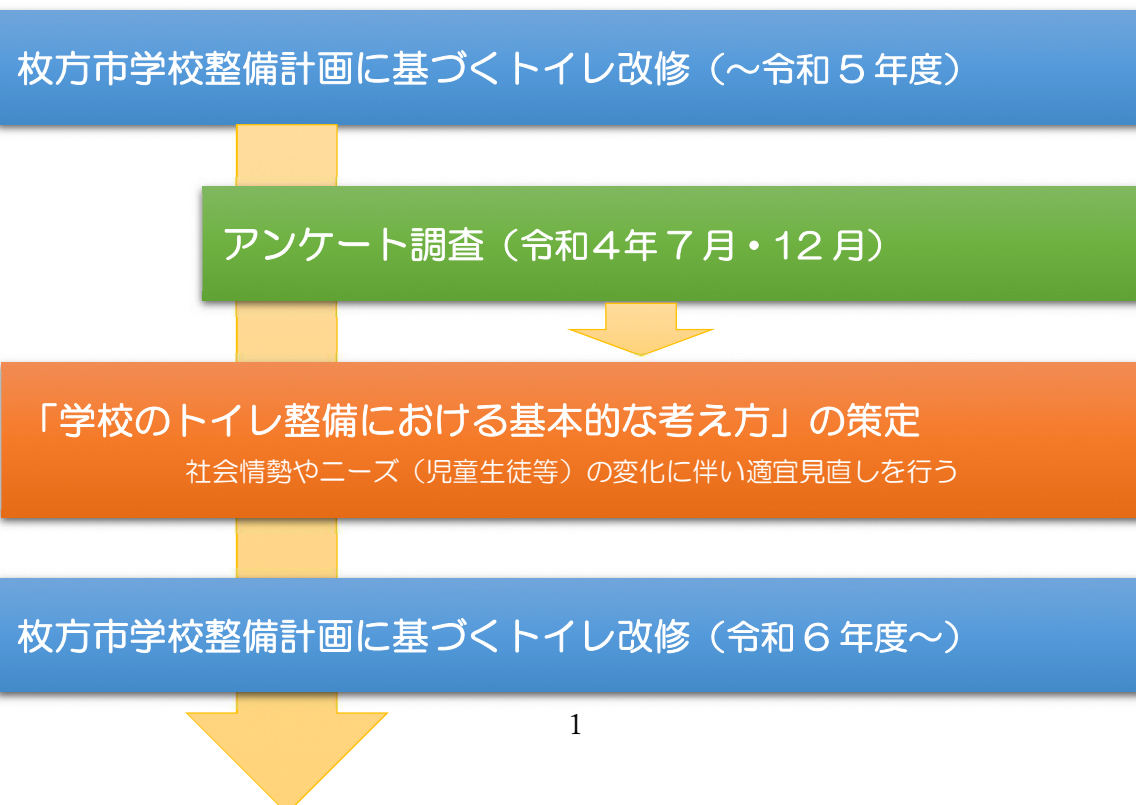 枚方市学校整備計画に基づくトイレ改修（～令和５年度）
アンケート調査（令和４年７月・12月）
「学校のトイレ整備における基本的な考え方」の策定
社会情勢やニーズ（児童生徒等）の変化に伴い適宜見直しを行う
枚方市学校整備計画に基づくトイレ改修（令和６年度～）
1